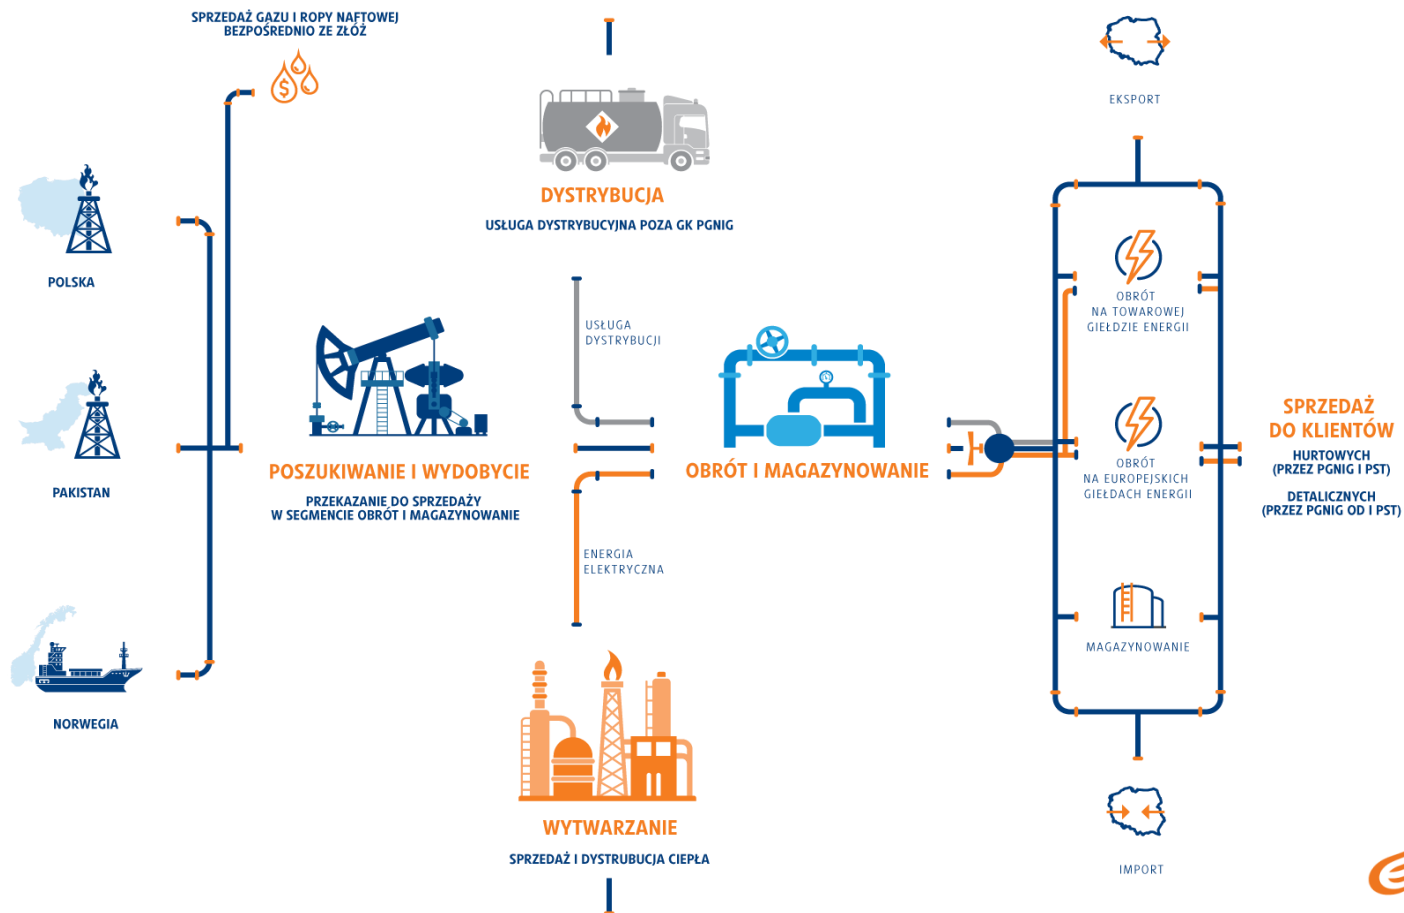 SPRZEDAŻ GAZU I ROPY NAFTOWEJ
BEZPOŚREDNIO ZE ZŁÓŻ
$
POLSKA
PAKISTAN
NORWEGIA
POSZUKIWANIE I WYDOBYCIE
PRZEKAZANIE DO SPRZEDAŻY
W SEGMENCIE OBRÓT I MAGAZYNOWANIE
DYSTRYBUCJA
USŁUGA DYSTRYBUCYJNA POZA GK PGNIG
USŁUGA
DYSTRYBUCJI
ENERGIA
ELEKTRYCZNA
WYTWARZANIE
SPRZEDAŻ I DYSTRUBUCJA CIEPŁA
OBRÓT I MAGAZYNOWANIE
EKSPORT
OBRÓT
NA TOWAROWEJ
GIEŁDZIE ENERGII
OBRÓT
NA EUROPEJSKICH
GIEŁDACH ENERGII
MAGAZYNOWANIE
IMPORT
SPRZEDAŻ
DO KLIENTÓW
HURTOWYCH
(PRZEZ PGNIG I PST)
DETALICZNYCH
(PRZEZ PGNIG OD I PST)